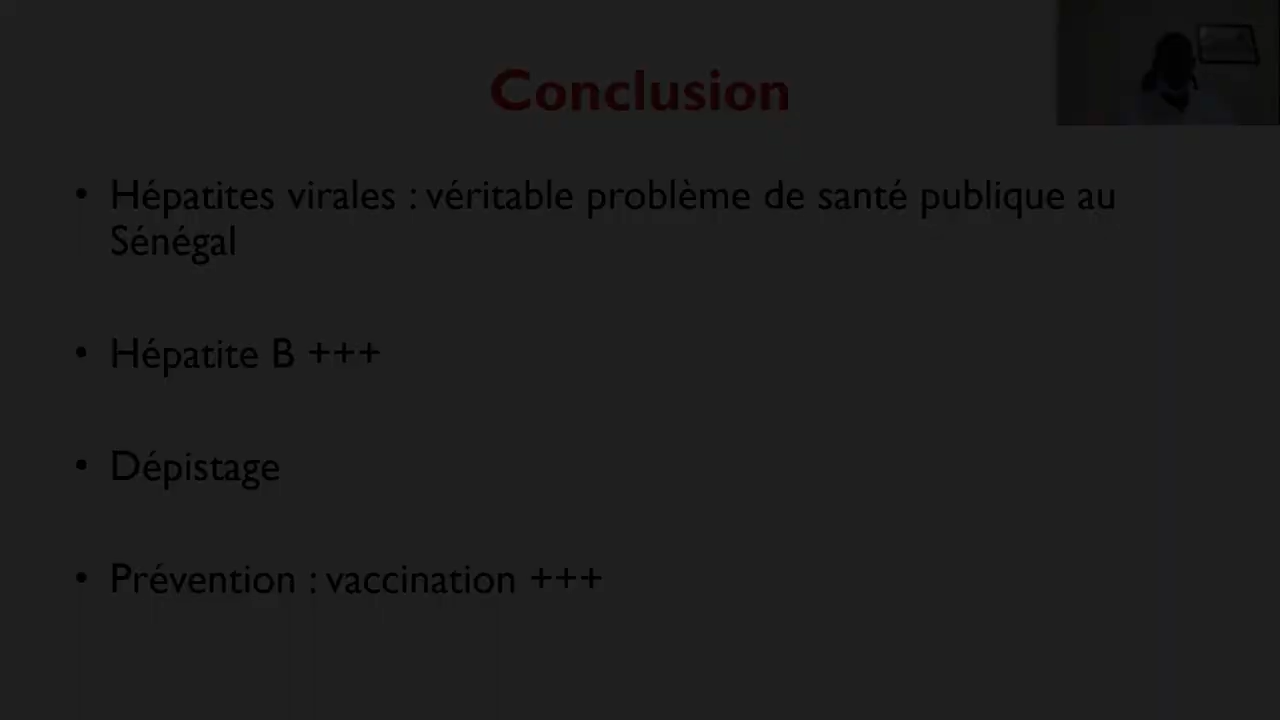 Conclusion
• Hépatites virales : véritable problème de santé publique au
Sénégal
• Hépatite B +++
• Dépistage
• Prévention : vaccination +++